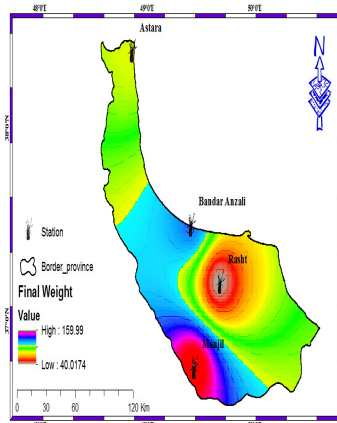 48°0'E 49°0'E 50°0'E
Astara
N
38°0'N
Bandar Anzali
Station
Rasht
Border_province
Final Weight
Value
37°0'N
High : 159.99
Manjil
Low : 40.0174
0 30 60 120 Km